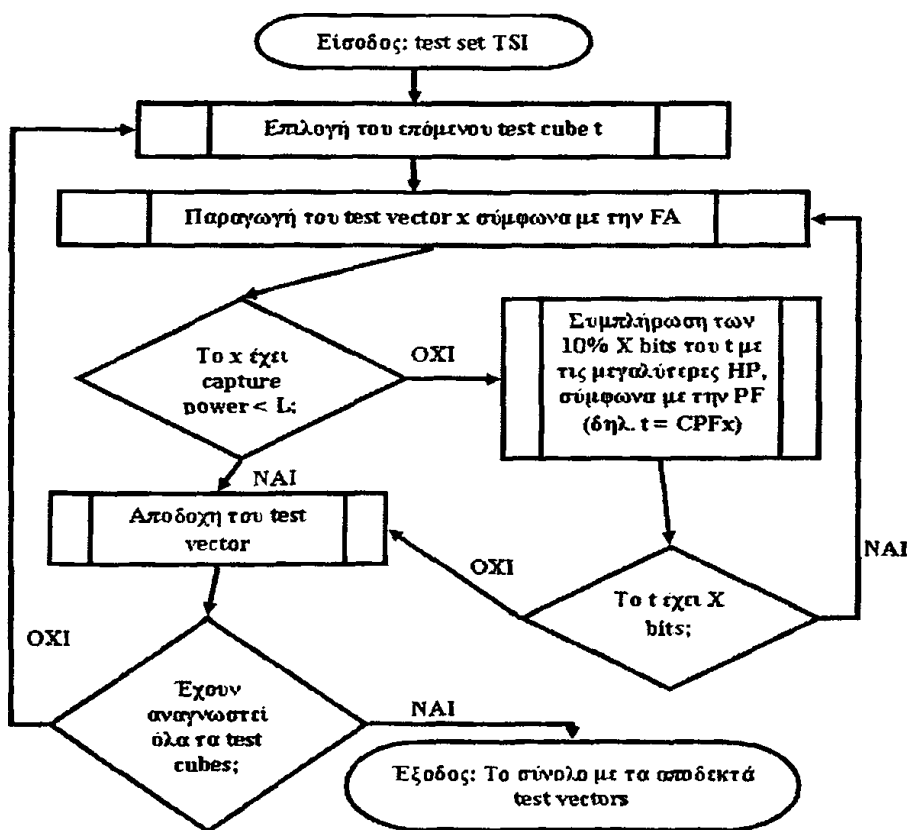 Είσοδος: test set TSI
Επιλογή του επόμενου test cube t
Παραγωγή του test vector x σύμφωνα με την FA
Το x έχει
capture
power < L;
ΟΧΙ
Συμπλήρωση των
10% X bits του t με
τις μεγαλύτερες HP,
σύμφωνα με την PF
(δηλ. t = CPFx)
ΝΑΙ
Αποδοχη του test
vector
ΟΧΙ
Το t έχει X
bits;
ΝΑΙ
ΟΧΙ
Έχουν
αναγνωστεί
όλα τα test
cubes;
ΝΑΙ
Έξοδος: Το σύνολο με τα αποδεκτά
test vectors